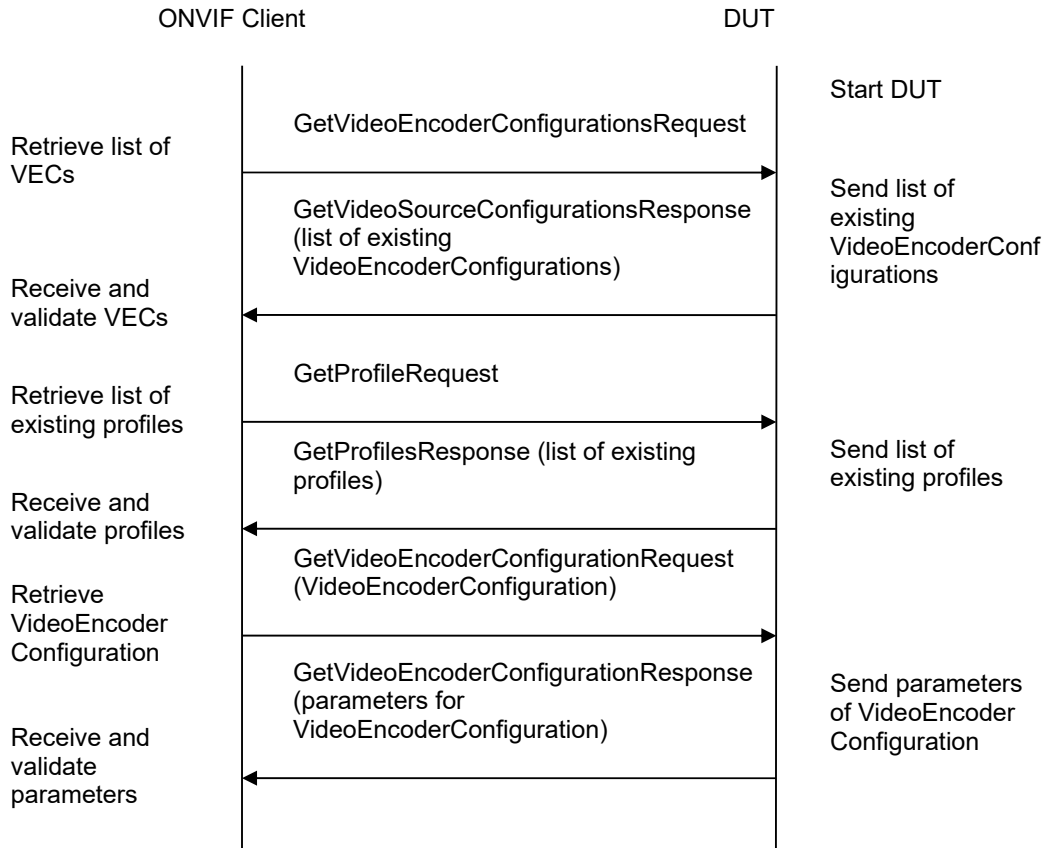 ONVIF Client
DUT
Start DUT
GetVideoEncoderConfigurationsRequest
Retrieve list of
VECs
GetVideoSourceConfigurationsResponse
(list of existing
VideoEncoderConfigurations)
Send list of
existing
VideoEncoderConf
igurations
Receive and
validate VECs
GetProfileRequest
Retrieve list of
existing profiles
GetProfilesResponse (list of existing
profiles)
Send list of
existing profiles
Receive and
validate profiles
GetVideoEncoderConfigurationRequest
(VideoEncoderConfiguration)
Retrieve
VideoEncoder
Configuration
GetVideoEncoderConfigurationResponse
(parameters for
VideoEncoderConfiguration)
Send parameters
of VideoEncoder
Configuration
Receive and
validate
parameters